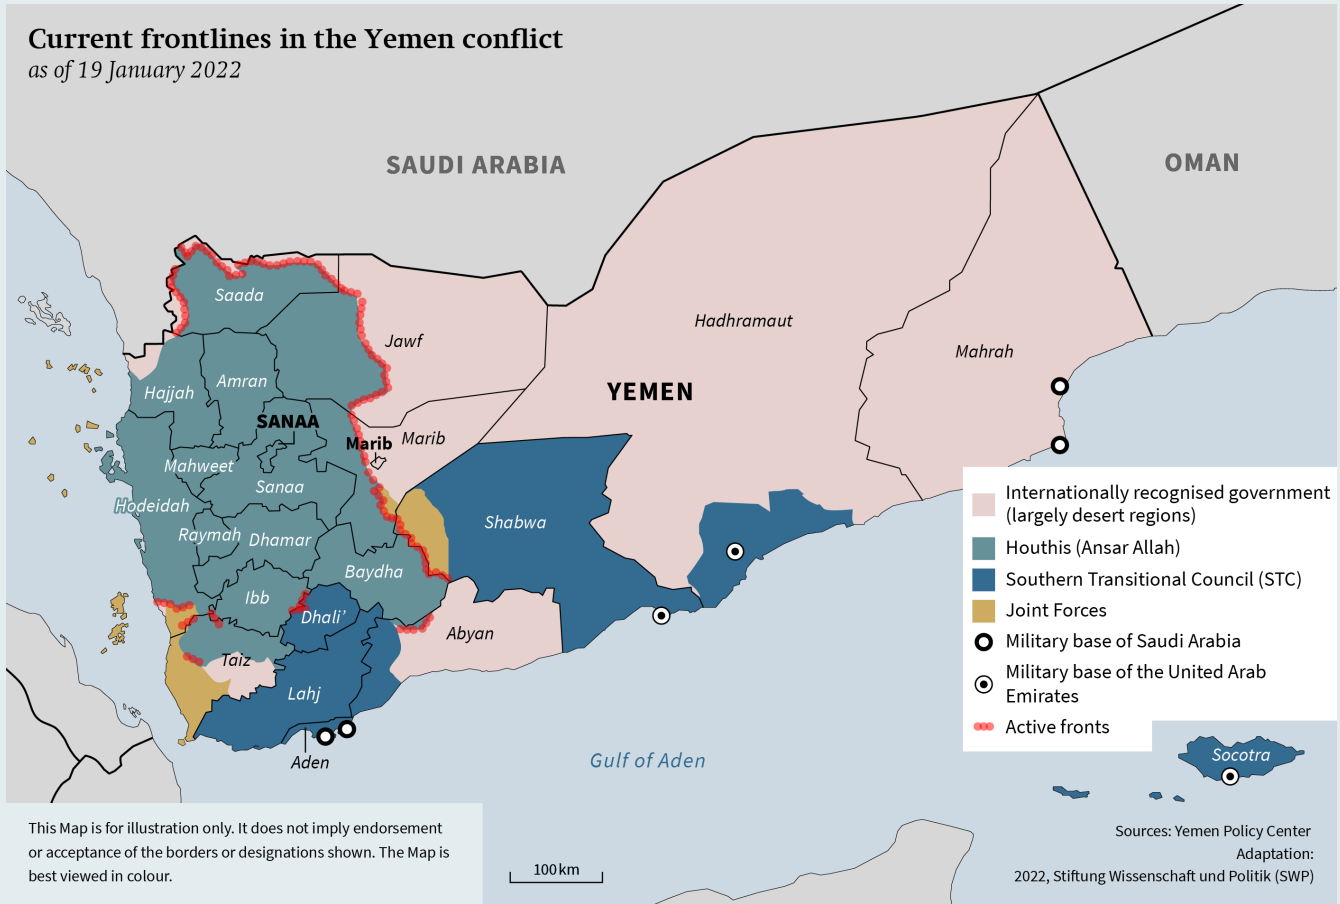 Current frontlines in the Yemen conflict
as of 19 January 2022
SAUDI ARABIA
OMAN
Saada
Jawf
Hadhramaut
Mahrah
Hajjah
Amran
YEMEN
SANAA
Marib
Marib
Mahweet
Sanaa
Hodeidah
Raymah
Dhamar
Shabwa
Baydha
Ibb
Dhali’
Abyan
Taiz
Lahj
Aden
Gulf of Aden
Socotra
Internationally recognised government
(largely desert regions)
Houthis (Ansar Allah)
Southern Transitional Council (STC)
Joint Forces
Military base of Saudi Arabia
Military base of the United Arab
Emirates
Active fronts
This Map is for illustration only. It does not imply endorsement
or acceptance of the borders or designations shown. The Map is
best viewed in colour.
100 km
Sources: Yemen Policy Center
Adaptation:
2022, Stiftung Wissenschaft und Politik (SWP)